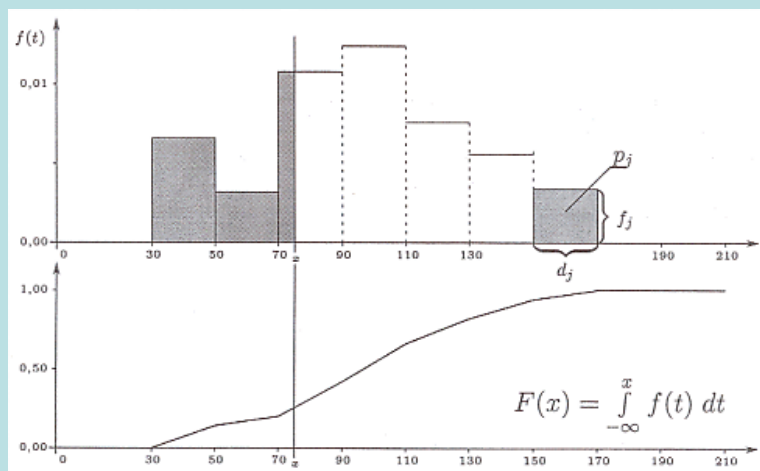 f(t)
0,01
p_j
f_j
0,00
0 30 50 70 x 90 110 130 190 210
d_j
1,00
0,50
F(x) = ∫_{-∞}^{x} f(t) dt
0,00
0 30 50 70 x 90 110 130 150 170 190 210